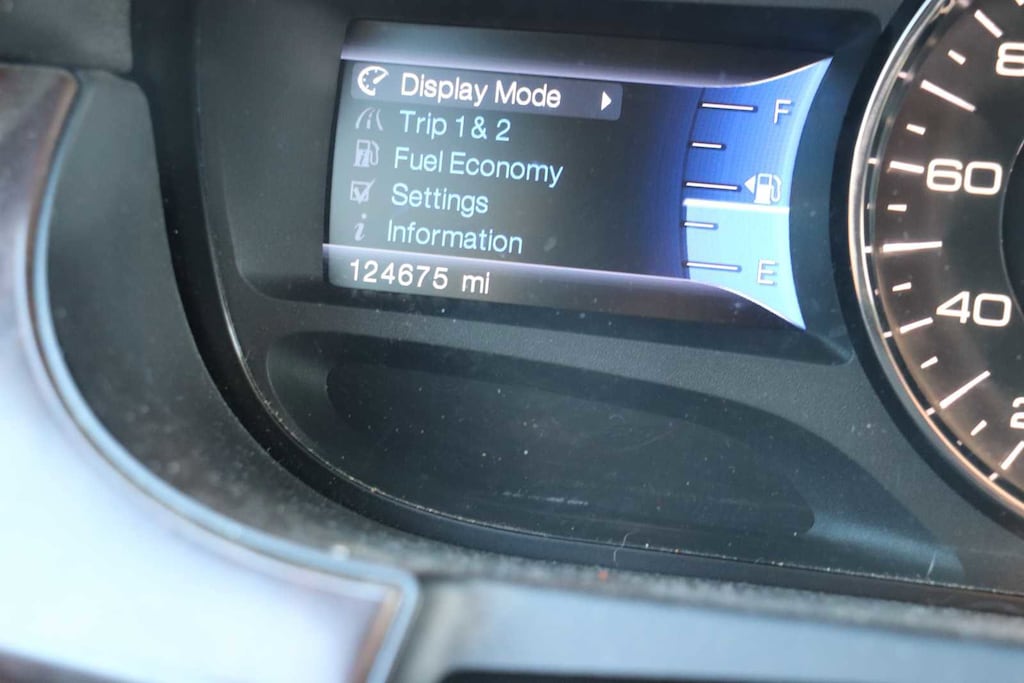 Display Mode
Trip 1 & 2
Fuel Economy
Settings
Information
124675 mi
F
E
60
40